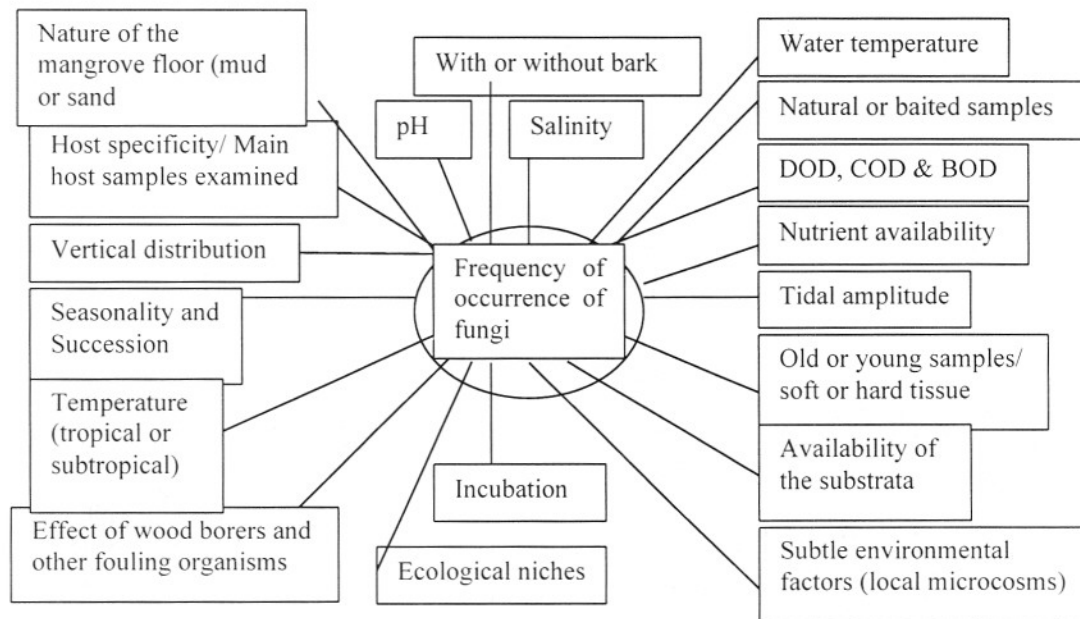 Nature of the
mangrove floor (mud
or sand
Host specificity/ Main
host samples examined
Vertical distribution
Seasonality and
Succession
Temperature
(tropical or
subtropical)
Effect of wood borers and
other fouling organisms
With or without bark
pH
Salinity
Frequency of
occurrence of
fungi
Incubation
Ecological niches
Water temperature
Natural or baited samples
DOD, COD & BOD
Nutrient availability
Tidal amplitude
Old or young samples/
soft or hard tissue
Availability of
the substrata
Subtle environmental
factors (local microcosms)